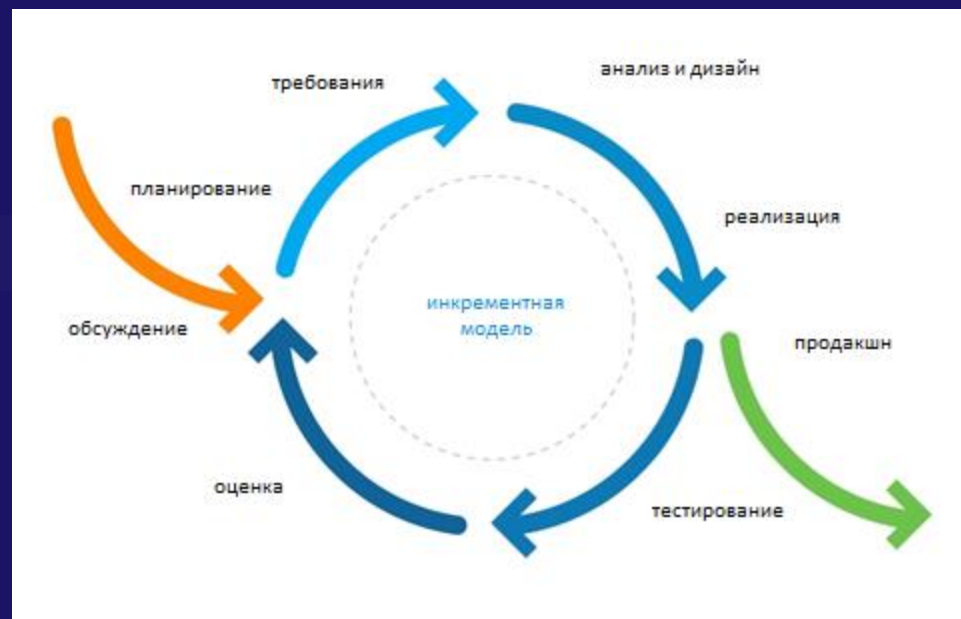 анализ и дизайн
требования
планирование
реализация
инкрементная
модель
обсуждение
продакшн
оценка
тестирование